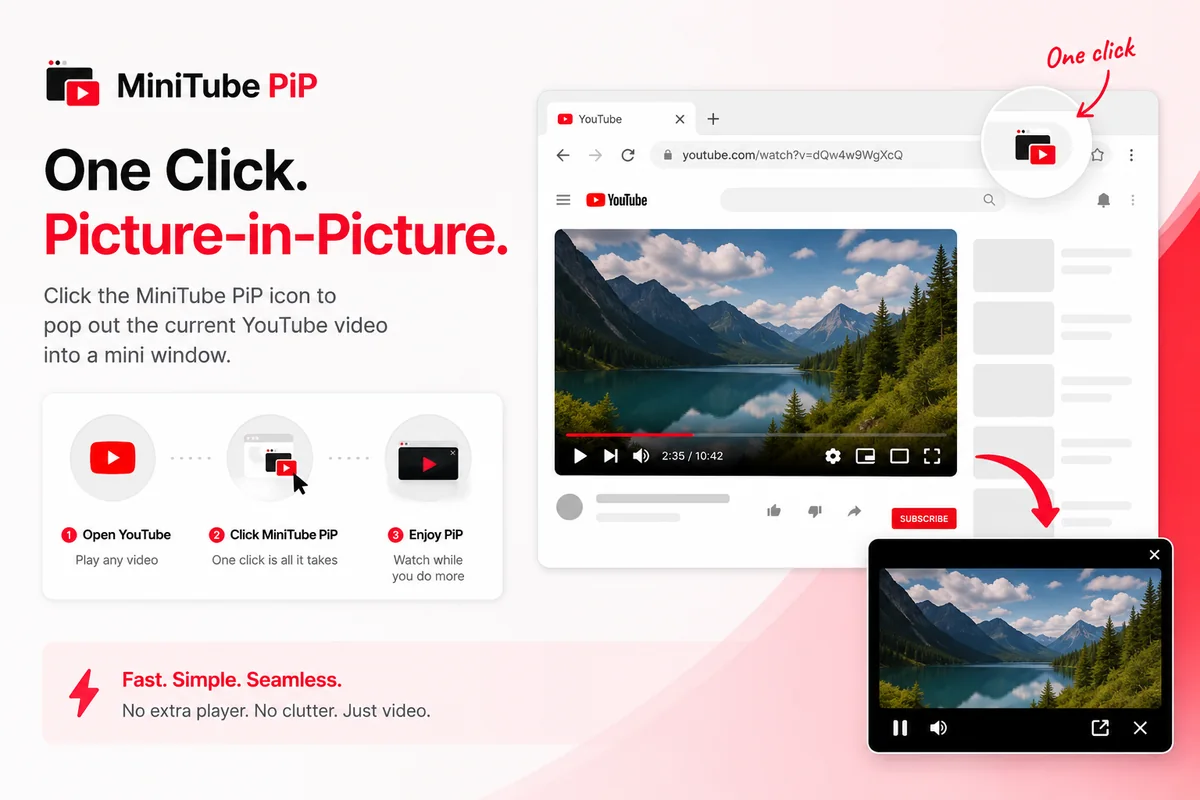 MiniTube PiP
One Click.
Picture-in-Picture.
Click the MiniTube PiP icon to
pop out the current YouTube video
into a mini window.
1 Open YouTube
Play any video
2 Click MiniTube PiP
One click is all it takes
3 Enjoy PiP
Watch while
you do more
Fast. Simple. Seamless.
No extra player. No clutter. Just video.
One click
YouTube
youtube.com/watch?v=dQw4w9WgXcQ
YouTube
2:35 / 10:42
SUBSCRIBE